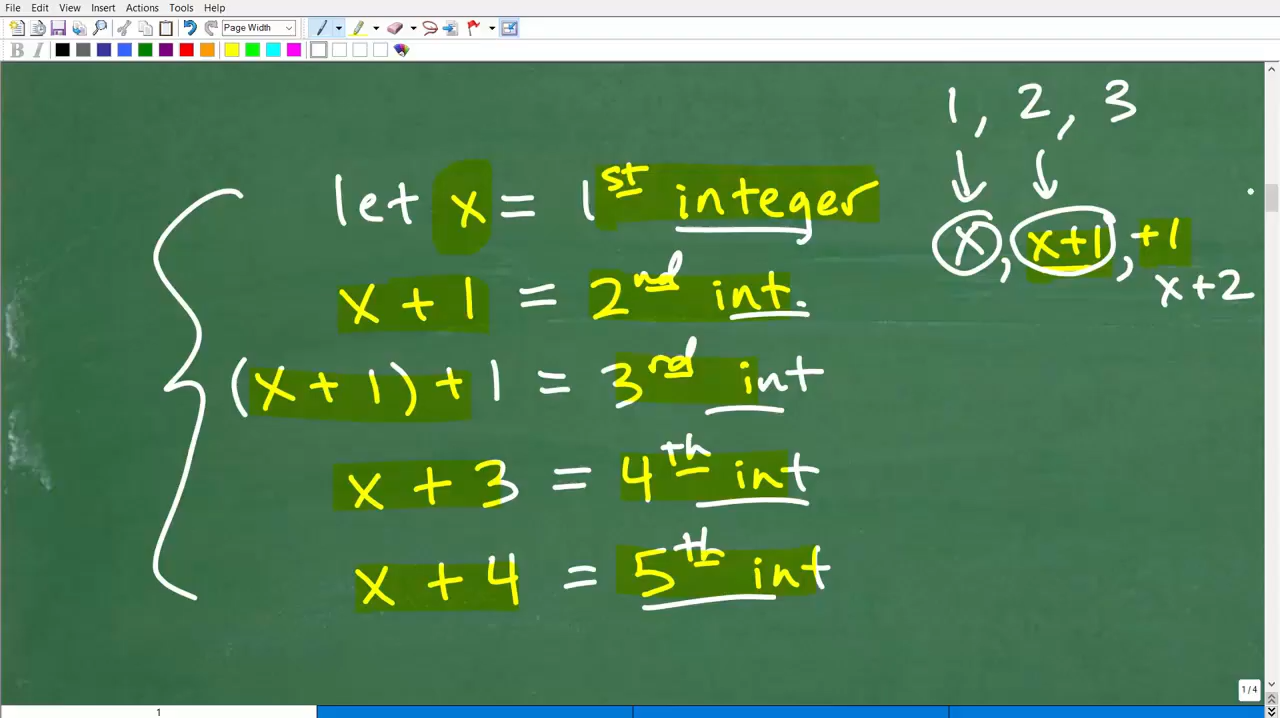 File Edit View Insert Actions Tools Help
Page Width
B I
1, 2, 3
let x = 1st integer
x, x+1, +1
x+2
x + 1 = 2nd int.
(x + 1) + 1 = 3rd int
x + 3 = 4th int
x + 4 = 5th int
1/4
1